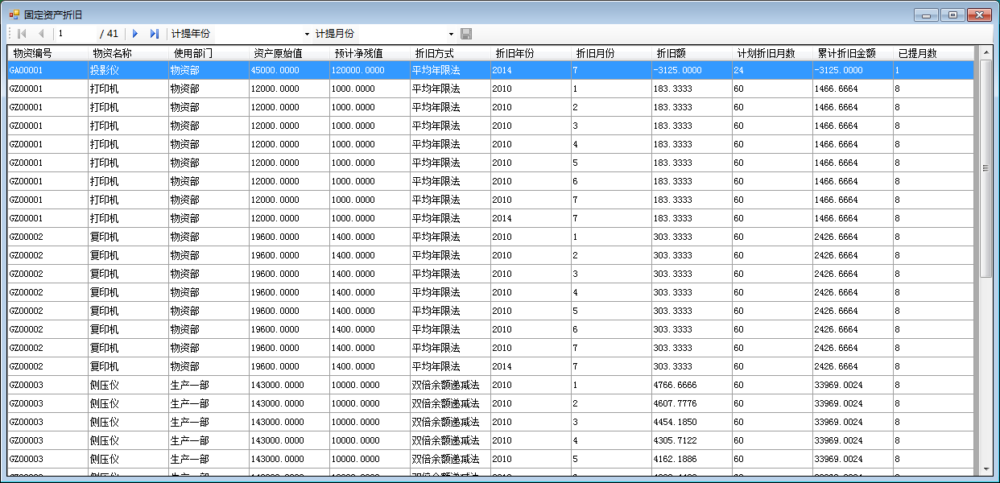 固定资产折旧
1 / 41 计提年份 计提月份
物资编号 物资名称 使用部门 资产原始值 预计净残值 折旧方式 折旧年份 折旧月份 折旧额 计划折旧月数 累计折旧金额 已提月数
GA00001 投影仪 物资部 45000.0000 120000.0000 平均年限法 2014 7 -3125.0000 24 -3125.0000 1
GZ00001 打印机 物资部 12000.0000 1000.0000 平均年限法 2010 1 183.3333 60 1466.6664 8
GZ00001 打印机 物资部 12000.0000 1000.0000 平均年限法 2010 2 183.3333 60 1466.6664 8
GZ00001 打印机 物资部 12000.0000 1000.0000 平均年限法 2010 3 183.3333 60 1466.6664 8
GZ00001 打印机 物资部 12000.0000 1000.0000 平均年限法 2010 4 183.3333 60 1466.6664 8
GZ00001 打印机 物资部 12000.0000 1000.0000 平均年限法 2010 5 183.3333 60 1466.6664 8
GZ00001 打印机 物资部 12000.0000 1000.0000 平均年限法 2010 6 183.3333 60 1466.6664 8
GZ00001 打印机 物资部 12000.0000 1000.0000 平均年限法 2010 7 183.3333 60 1466.6664 8
GZ00001 打印机 物资部 12000.0000 1000.0000 平均年限法 2014 7 183.3333 60 1466.6664 8
GZ00002 复印机 物资部 19600.0000 1400.0000 平均年限法 2010 1 303.3333 60 2426.6664 8
GZ00002 复印机 物资部 19600.0000 1400.0000 平均年限法 2010 2 303.3333 60 2426.6664 8
GZ00002 复印机 物资部 19600.0000 1400.0000 平均年限法 2010 3 303.3333 60 2426.6664 8
GZ00002 复印机 物资部 19600.0000 1400.0000 平均年限法 2010 4 303.3333 60 2426.6664 8
GZ00002 复印机 物资部 19600.0000 1400.0000 平均年限法 2010 5 303.3333 60 2426.6664 8
GZ00002 复印机 物资部 19600.0000 1400.0000 平均年限法 2010 6 303.3333 60 2426.6664 8
GZ00002 复印机 物资部 19600.0000 1400.0000 平均年限法 2010 7 303.3333 60 2426.6664 8
GZ00002 复印机 物资部 19600.0000 1400.0000 平均年限法 2014 7 303.3333 60 2426.6664 8
GZ00003 侧压仪 生产一部 143000.0000 10000.0000 双倍余额递减法 2010 1 4766.6666 60 33969.0024 8
GZ00003 侧压仪 生产一部 143000.0000 10000.0000 双倍余额递减法 2010 2 4607.7776 60 33969.0024 8
GZ00003 侧压仪 生产一部 143000.0000 10000.0000 双倍余额递减法 2010 3 4454.1850 60 33969.0024 8
GZ00003 侧压仪 生产一部 143000.0000 10000.0000 双倍余额递减法 2010 4 4305.7122 60 33969.0024 8
GZ00003 侧压仪 生产一部 143000.0000 10000.0000 双倍余额递减法 2010 5 4162.1886 60 33969.0024 8